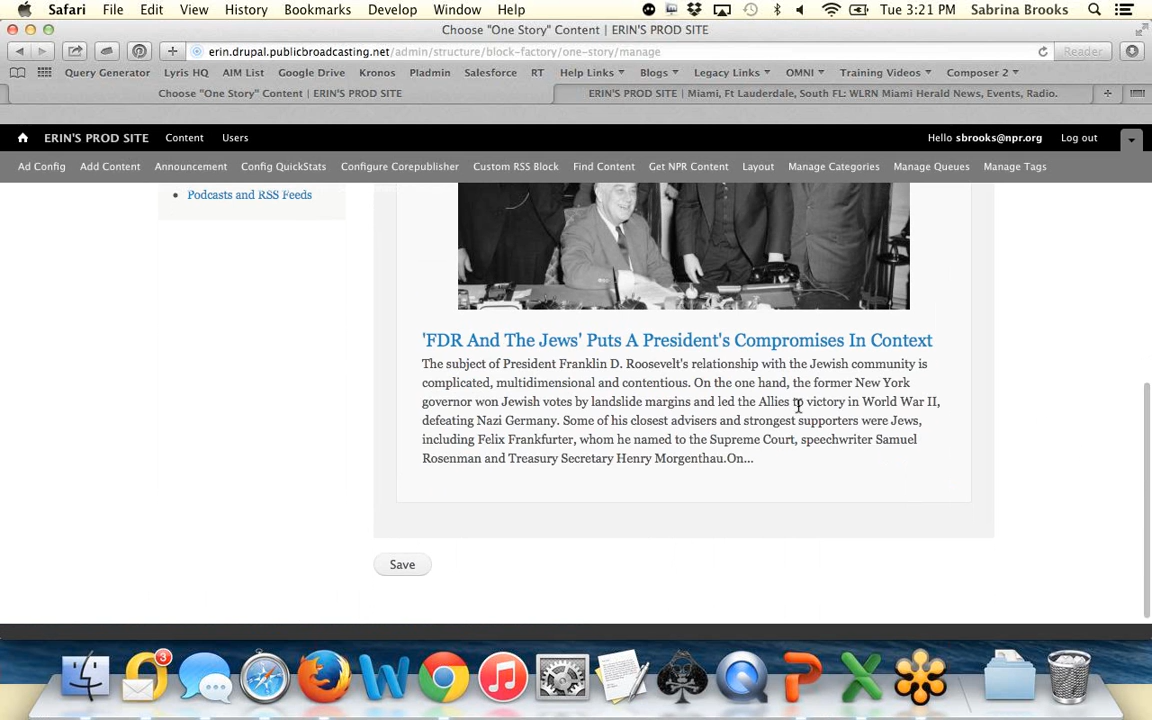 Safari File Edit View History Bookmarks Develop Window Help Tue 3:21 PM Sabrina Brooks
Choose "One Story" Content | ERIN'S PROD SITE
erin.drupal.publicbroadcasting.net/admin/structure/block-factory/one-story/manage Reader
Query Generator Lyris HQ AIM List Google Drive Kronos Pladmin Salesforce RT Help Links Blogs Legacy Links OMNI Training Videos Composer 2
Choose "One Story" Content | ERIN'S PROD SITE ERIN'S PROD SITE | Miami, Ft Lauderdale, South FL: WLRN Miami Herald News, Events, Radio.
ERIN'S PROD SITE Content Users Hello sbrooks@npr.org Log out
Ad Config Add Content Announcement Config QuickStats Configure Corepublisher Custom RSS Block Find Content Get NPR Content Layout Manage Categories Manage Queues Manage Tags
Podcasts and RSS Feeds
'FDR And The Jews' Puts A President's Compromises In Context
The subject of President Franklin D. Roosevelt's relationship with the Jewish community is
complicated, multidimensional and contentious. On the one hand, the former New York
governor won Jewish votes by landslide margins and led the Allies to victory in World War II,
defeating Nazi Germany. Some of his closest advisers and strongest supporters were Jews,
including Felix Frankfurter, whom he named to the Supreme Court, speechwriter Samuel
Rosenman and Treasury Secretary Henry Morgenthau.On...
Save
3